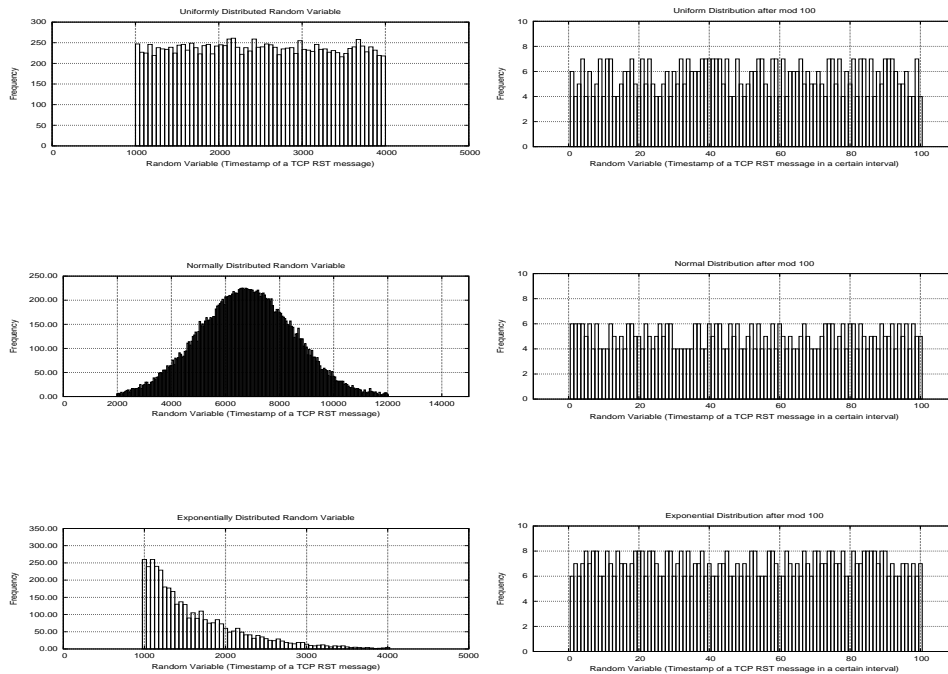 Uniformly Distributed Random Variable
300
250
200
150
100
50
0
Frequency
0 1000 2000 3000 4000 5000
Random Variable (Timestamp of a TCP RST message)
Uniform Distribution after mod 100
10
8
6
4
2
0
Frequency
0 20 40 60 80 100
Random Variable (Timestamp of a TCP RST message in a certain interval)
Normally Distributed Random Variable
250.00
200.00
150.00
100.00
50.00
0.00
Frequency
0 2000 4000 6000 8000 10000 12000 14000
Random Variable (Timestamp of a TCP RST message)
Normal Distribution after mod 100
10
8
6
4
2
0
Frequency
0 20 40 60 80 100
Random Variable (Timestamp of a TCP RST message in a certain interval)
Exponentially Distributed Random Variable
350.00
300.00
250.00
200.00
150.00
100.00
50.00
0.00
Frequency
0 1000 2000 3000 4000 5000
Random Variable (Timestamp of a TCP RST message)
Exponential Distribution after mod 100
10
8
6
4
2
0
Frequency
0 20 40 60 80 100
Random Variable (Timestamp of a TCP RST message in a certain interval)